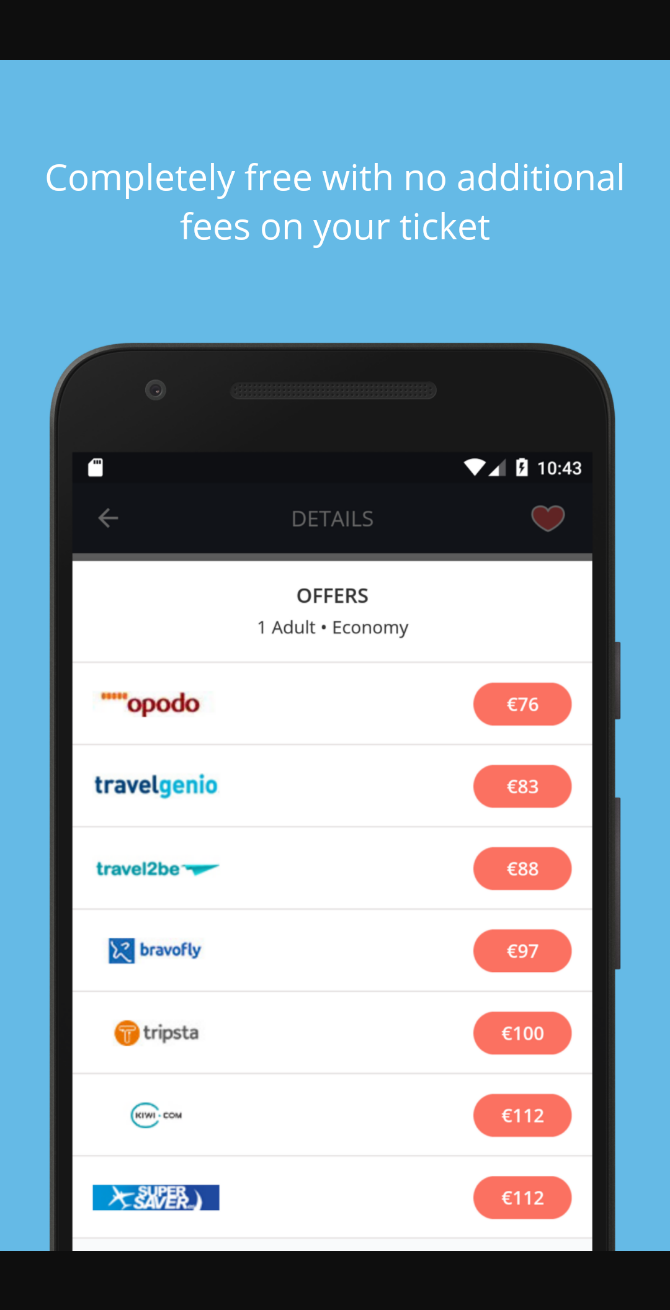 Completely free with no additional
fees on your ticket
10:43
DETAILS
OFFERS
1 Adult • Economy
opodo €76
travelgenio €83
travel2be €88
bravofly €97
tripsta €100
KIWI.COM €112
SUPER SAVER €112